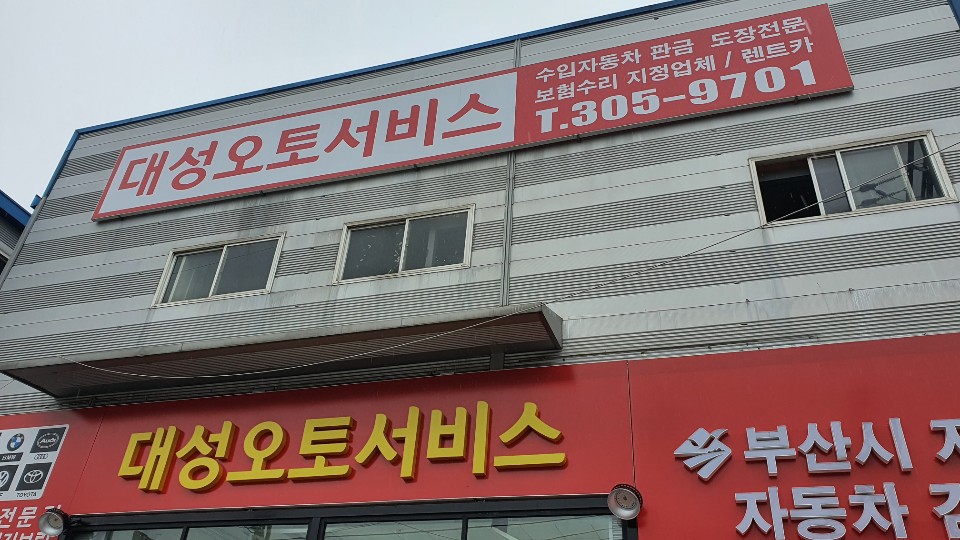 대성오토서비스
수입자동차 판금 도장전문
보험수리 지정업체 / 렌트카
T.305-9701
대성오토서비스
BMW
Audi
TOYOTA
전문
부산시
자동차